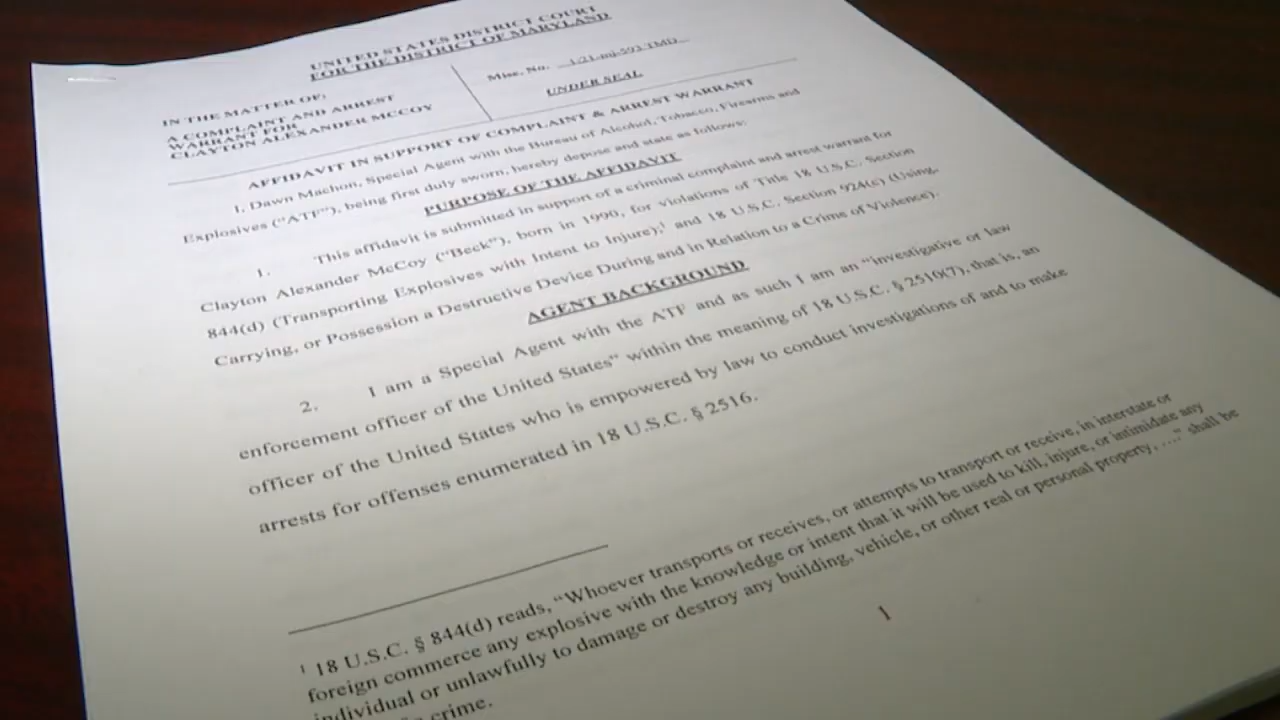 UNITED STATES DISTRICT COURT
FOR THE DISTRICT OF MARYLAND
IN THE MATTER OF:
A COMPLAINT AND ARREST
WARRANT FOR
CLAYTON ALEXANDER MCCOY
Misc. No. 1:21-mj-593 TMD
UNDER SEAL
AFFIDAVIT IN SUPPORT OF COMPLAINT & ARREST WARRANT
I, Dawn Machon, Special Agent with the Bureau of Alcohol, Tobacco, Firearms and
Explosives ("ATF"), being first duly sworn, hereby depose and state as follows:
PURPOSE OF THE AFFIDAVIT
1. This affidavit is submitted in support of a criminal complaint and arrest warrant for
Clayton Alexander McCoy ("Beck"), born in 1990, for violations of Title 18 U.S.C. Section
844(d) (Transporting Explosives with Intent to Injure);¹ and 18 U.S.C. Section 924(c) (Using,
Carrying, or Possession a Destructive Device During and in Relation to a Crime of Violence).
AGENT BACKGROUND
2. I am a Special Agent with the ATF and as such I am an "investigative or law
enforcement officer of the United States" within the meaning of 18 U.S.C. § 2510(7), that is, an
officer of the United States who is empowered by law to conduct investigations of and to make
arrests for offenses enumerated in 18 U.S.C. § 2516.
¹ 18 U.S.C. § 844(d) reads, "Whoever transports or receives, or attempts to transport or receive, in interstate or
foreign commerce any explosive with the knowledge or intent that it will be used to kill, injure, or intimidate any
individual or unlawfully to damage or destroy any building, vehicle, or other real or personal property, ...." shall be
crime.
1